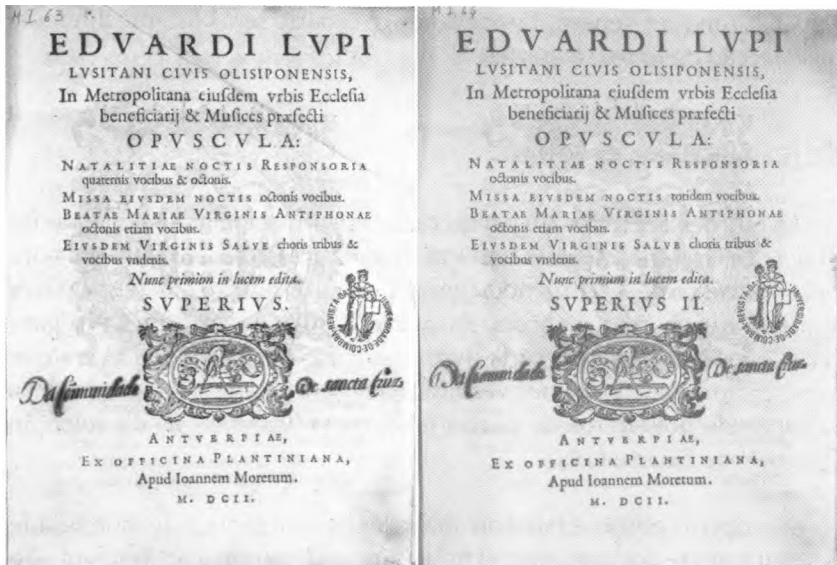 M I 63
EDVARDI LVPI
LVSITANI CIVIS OLISIPONENSIS,
In Metropolitana eiuſdem vrbis Eccleſia
beneficiarij & Muſices præfecti
OPVSCVLA:
NATALITIAE NOCTIS RESPONSORIA
quaternis vocibus & octonis.
MISSA EIVSDEM NOCTIS octonis vocibus.
BEATAE MARIAE VIRGINIS ANTIPHONAE
octonis etiam vocibus.
EIVSDEM VIRGINIS SALVE choris tribus &
vocibus vndenis.
Nunc primùm in lucem edita.
SVPERIVS.
Da Comunidade De sancta Cruz
ANTVERPIAE,
EX OFFICINA PLANTINIANA,
Apud Ioannem Moretum.
M. DCII.
M I 64
EDVARDI LVPI
LVSITANI CIVIS OLISIPONENSIS,
In Metropolitana eiuſdem vrbis Eccleſia
beneficiarij & Muſices præfecti
OPVSCVLA:
NATALITIAE NOCTIS RESPONSORIA
octonis vocibus.
MISSA EIVSDEM NOCTIS totidem vocibus.
BEATAE MARIAE VIRGINIS ANTIPHONAE
octonis etiam vocibus.
EIVSDEM VIRGINIS SALVE choris tribus &
vocibus vndenis.
Nunc primùm in lucem edita.
SVPERIVS II.
Da Comunidade De sancta Cruz
ANTVERPIAE,
EX OFFICINA PLANTINIANA,
Apud Ioannem Moretum.
M. DCII.